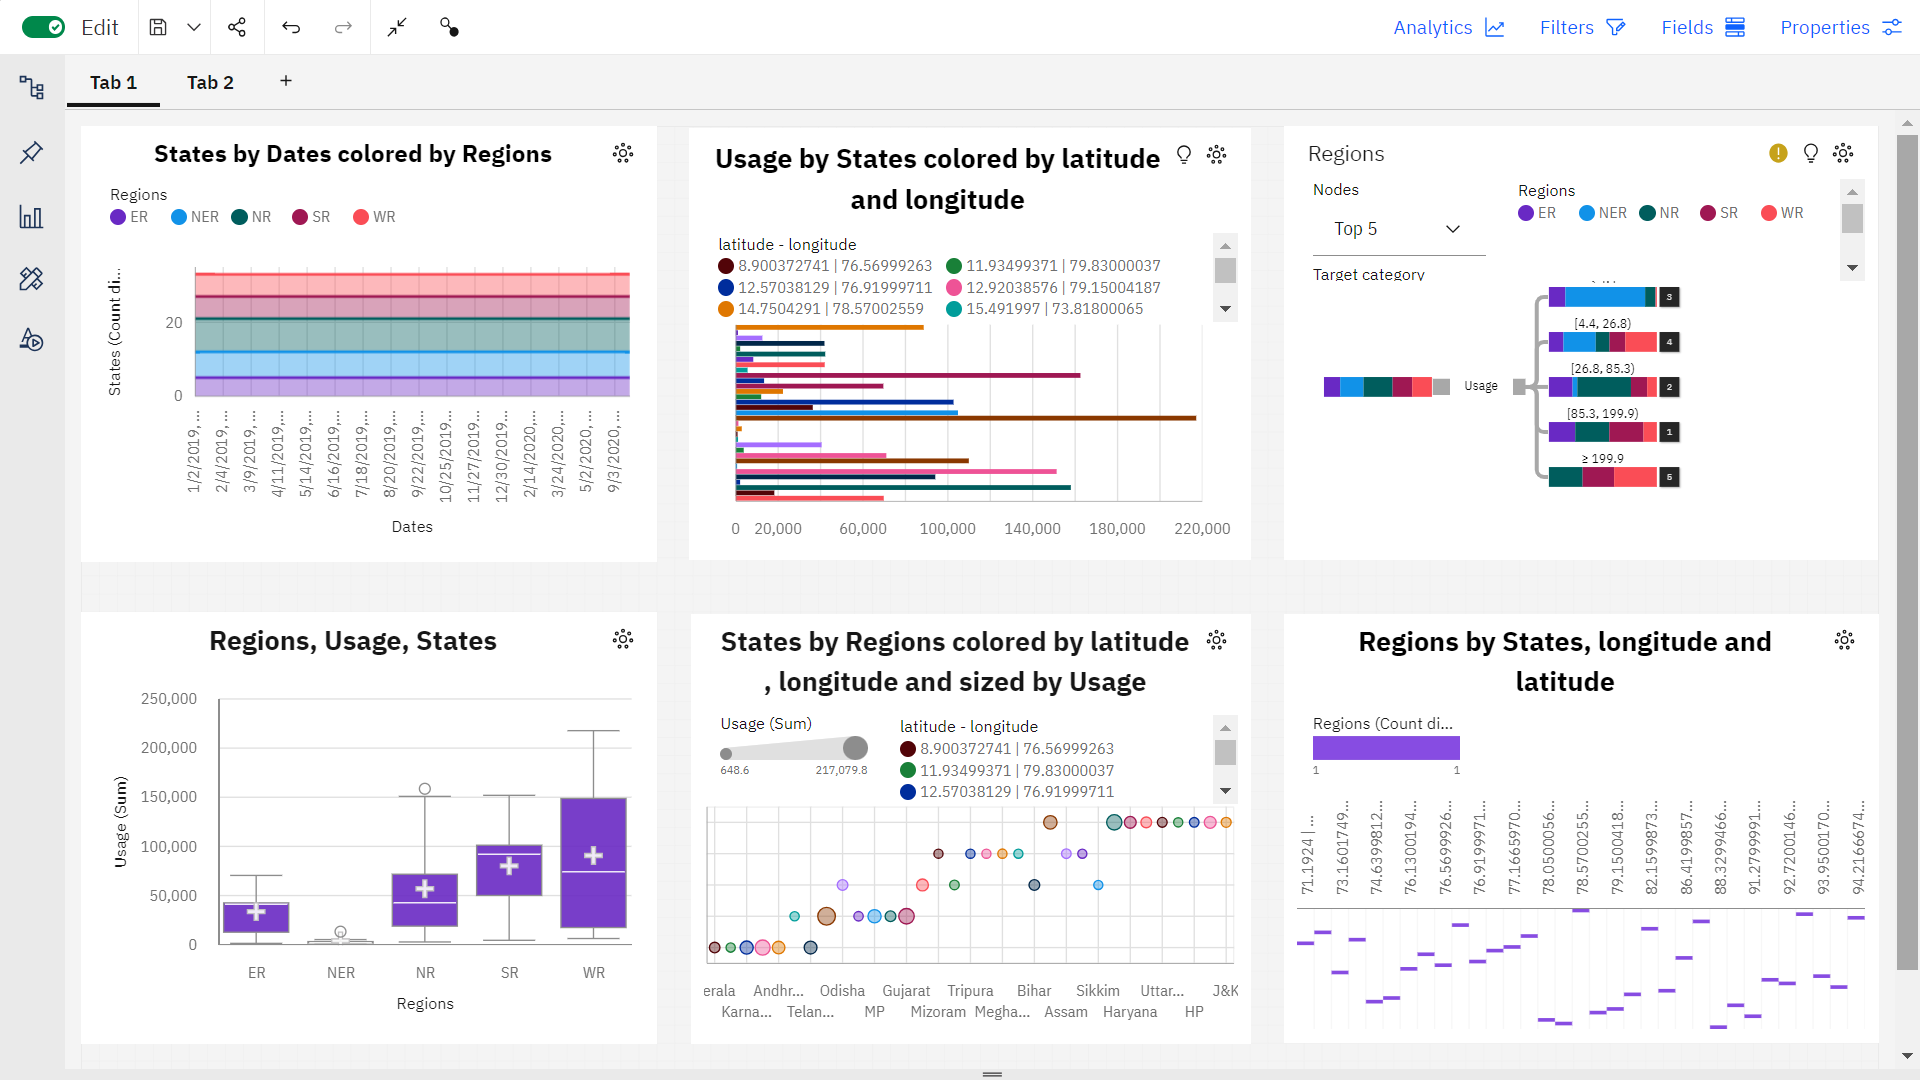 Edit
Analytics
Filters
Fields
Properties
Tab 1
Tab 2
+
States by Dates colored by Regions
Regions
ER NER NR SR WR
States (Count di...
20
0
1/2/2019,...
2/4/2019,...
3/9/2019,...
4/11/2019,...
5/14/2019,...
6/16/2019,...
7/18/2019,...
8/20/2019,...
9/22/2019,...
10/25/2019...
11/27/2019...
12/30/2019...
2/14/2020,...
3/24/2020,...
5/2/2020,...
9/3/2020,...
Dates
Usage by States colored by latitude
and longitude
latitude - longitude
8.900372741 | 76.56999263 11.93499371 | 79.83000037
12.57038129 | 76.91999711 12.92038576 | 79.15004187
14.7504291 | 78.57002559 15.491997 | 73.81800065
0 20,000 60,000 100,000 140,000 180,000 220,000
Regions
Nodes
Top 5
Target category
Regions
ER NER NR SR WR
3
[4.4, 26.8)
4
[26.8, 85.3)
Usage
2
[85.3, 199.9)
1
≥ 199.9
5
Regions, Usage, States
Usage (Sum)
250,000
200,000
150,000
100,000
50,000
0
ER NER NR SR WR
Regions
States by Regions colored by latitude
, longitude and sized by Usage
Usage (Sum)
648.6 217,079.8
latitude - longitude
8.900372741 | 76.56999263
11.93499371 | 79.83000037
12.57038129 | 76.91999711
erala Andhr... Odisha Gujarat Tripura Bihar Sikkim Uttar... J&K
Karna... Telan... MP Mizoram Megha... Assam Haryana HP
Regions by States, longitude and
latitude
Regions (Count di...
1 1
71.1924 | ...
73.1601749...
74.6399812...
76.1300194...
76.5699926...
76.9199971...
77.1665970...
78.0500056...
78.5700255...
79.1500418...
82.1599873...
86.4199857...
88.3299466...
91.2799991...
92.7200146...
93.9500170...
94.2166674...